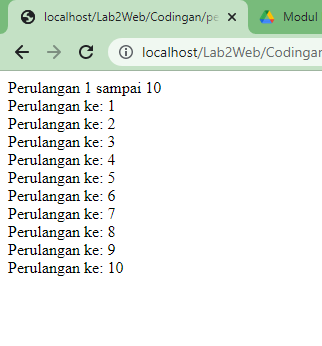 localhost/Lab2Web/Codingan/pe
Modul
localhost/Lab2Web/Codingan
Perulangan 1 sampai 10
Perulangan ke: 1
Perulangan ke: 2
Perulangan ke: 3
Perulangan ke: 4
Perulangan ke: 5
Perulangan ke: 6
Perulangan ke: 7
Perulangan ke: 8
Perulangan ke: 9
Perulangan ke: 10